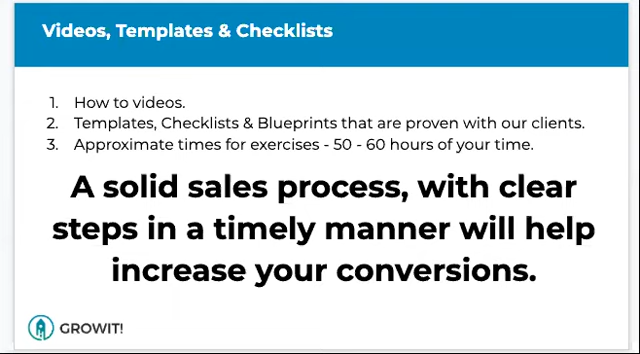 Videos, Templates & Checklists
1. How to videos.
2. Templates, Checklists & Blueprints that are proven with our clients.
3. Approximate times for exercises - 50 - 60 hours of your time.
A solid sales process, with clear
steps in a timely manner will help
increase your conversions.
GROWIT!